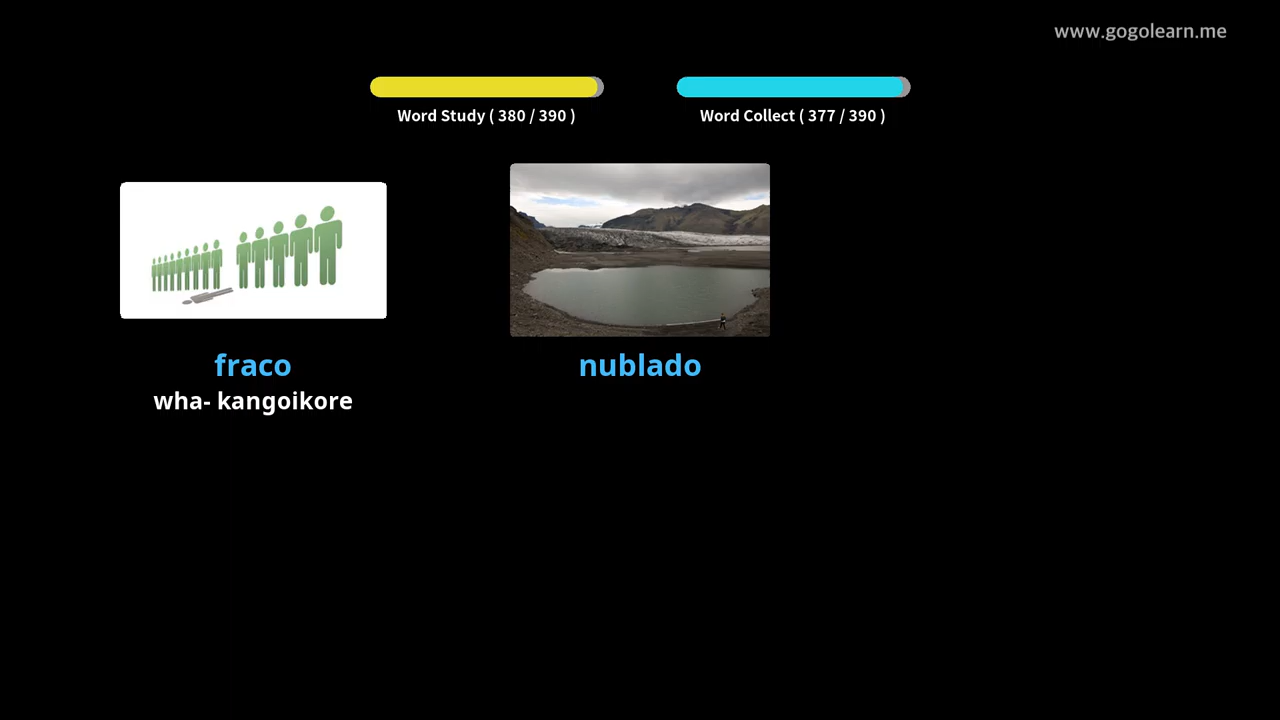 www.gogolearn.me
Word Study ( 380 / 390 )
Word Collect ( 377 / 390 )
fraco
wha- kangoikore
nublado